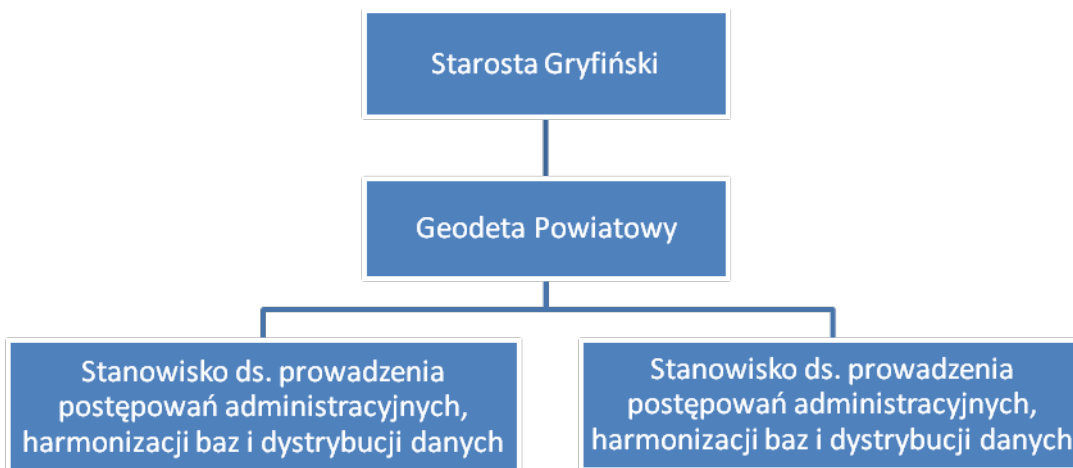 Starosta Gryfiński
Geodeta Powiatowy
Stanowisko ds. prowadzenia
postępowań administracyjnych,
harmonizacji baz i dystrybucji danych
Stanowisko ds. prowadzenia
postępowań administracyjnych,
harmonizacji baz i dystrybucji danych